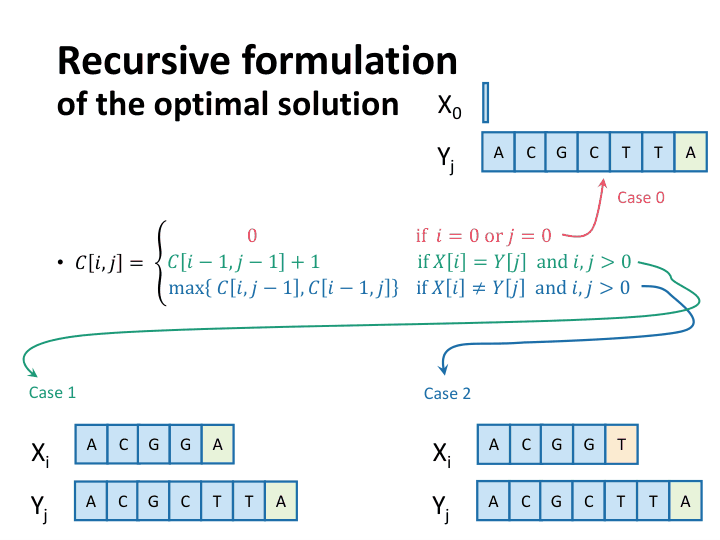 Recursive formulation
of the optimal solution
X₀
Yⱼ A C G C T T A
Case 0
• C[i, j] = { 0 if i = 0 or j = 0
C[i − 1, j − 1] + 1 if X[i] = Y[j] and i, j > 0
max{ C[i, j − 1], C[i − 1, j]} if X[i] ≠ Y[j] and i, j > 0
Case 1
Xᵢ A C G G A
Yⱼ A C G C T T A
Case 2
Xᵢ A C G G T
Yⱼ A C G C T T A